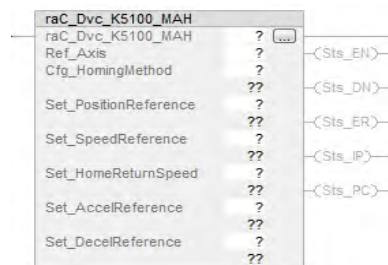 raC_Dvc_K5100_MAH
raC_Dvc_K5100_MAH ? ...
Ref_Axis ? (Sts_EN)
Cfg_HomingMethod ?
?? (Sts_DN)
Set_PositionReference ?
?? (Sts_ER)
Set_SpeedReference ?
?? (Sts_IP)
Set_HomeReturnSpeed ?
?? (Sts_PC)
Set_AccelReference ?
??
Set_DecelReference ?
??